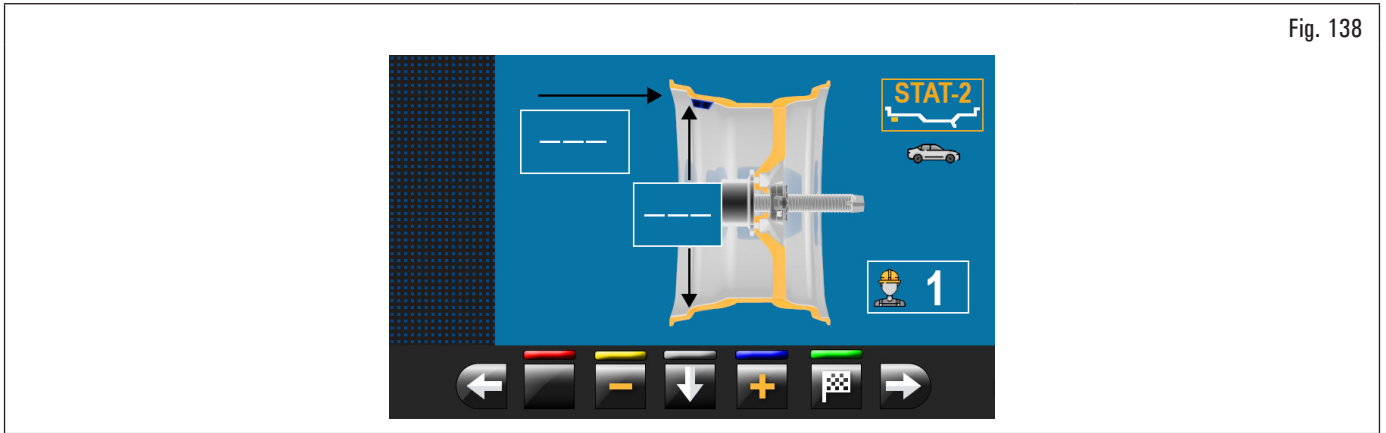 Fig. 138
STAT-2
– – –
– – –
1